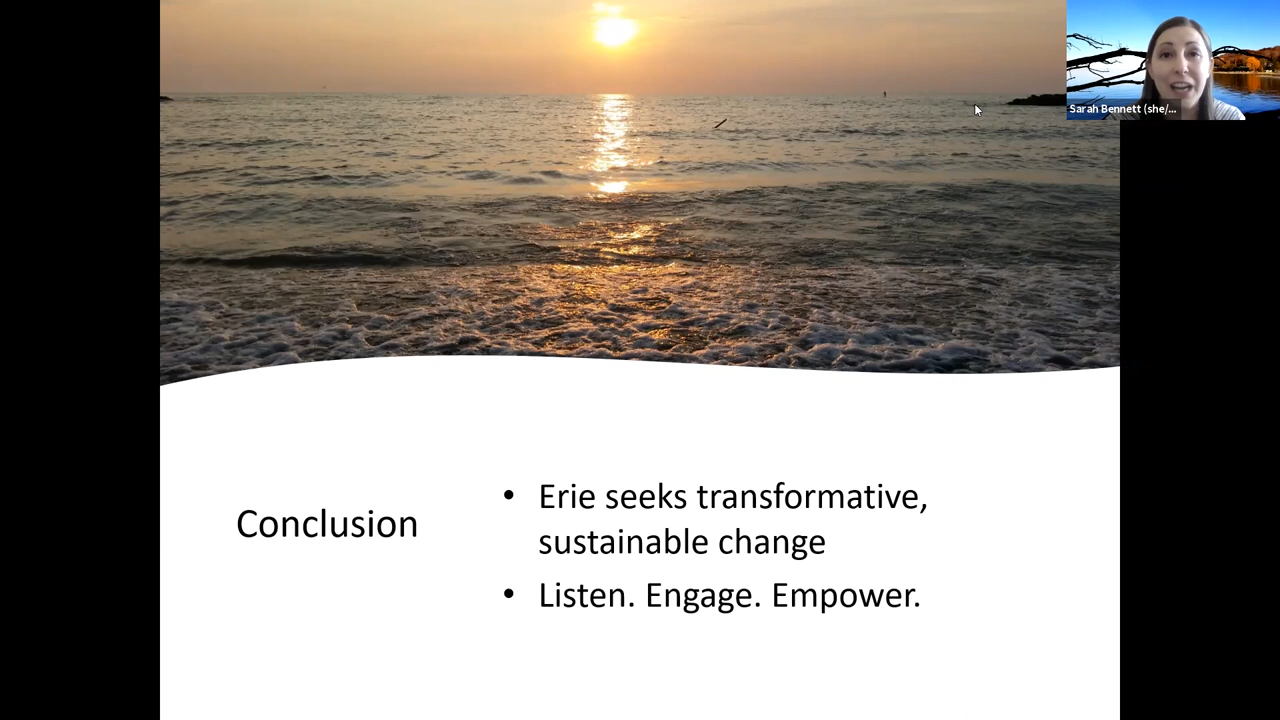 Sarah Bennett (she/...
Conclusion
• Erie seeks transformative,
sustainable change
• Listen. Engage. Empower.